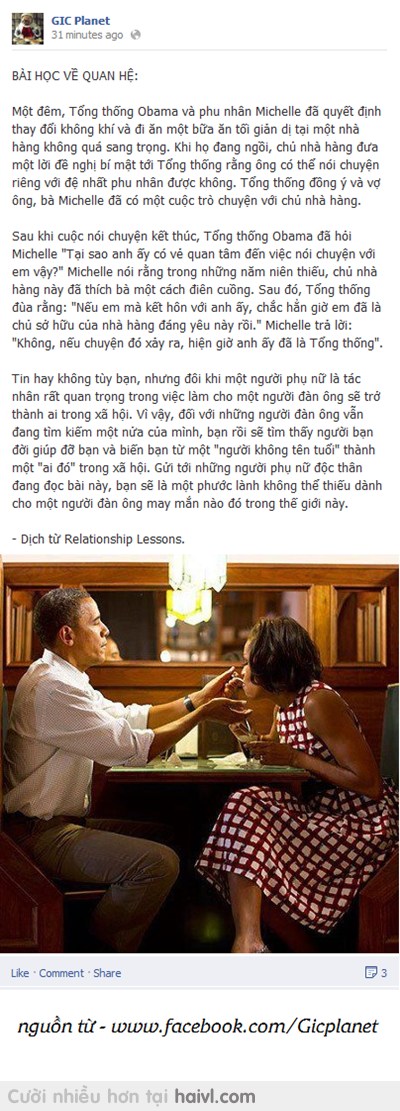 GIC Planet
31 minutes ago
BÀI HỌC VỀ QUAN HỆ:
Một đêm, Tổng thống Obama và phu nhân Michelle đã quyết định
thay đổi không khí và đi ăn một bữa ăn tối giản dị tại một nhà
hàng không quá sang trọng. Khi họ đang ngồi, chủ nhà hàng đưa
một lời đề nghị bí mật tới Tổng thống rằng ông có thể nói chuyện
riêng với đệ nhất phu nhân được không. Tổng thống đồng ý và vợ
ông, bà Michelle đã có một cuộc trò chuyện với chủ nhà hàng.
Sau khi cuộc nói chuyện kết thúc, Tổng thống Obama đã hỏi
Michelle "Tại sao anh ấy có vẻ quan tâm đến việc nói chuyện với
em vậy?" Michelle nói rằng trong những năm niên thiếu, chủ nhà
hàng này đã thích bà một cách điên cuồng. Sau đó, Tổng thống
đùa rằng: "Nếu em mà kết hôn với anh ấy, chắc hẳn giờ em đã là
chủ sở hữu của nhà hàng đáng yêu này rồi." Michelle trả lời:
"Không, nếu chuyện đó xảy ra, hiện giờ anh ấy đã là Tổng thống".
Tin hay không tùy bạn, nhưng đôi khi một người phụ nữ là tác
nhân rất quan trọng trong việc làm cho một người đàn ông sẽ trở
thành ai trong xã hội. Vì vậy, đối với những người đàn ông vẫn
đang tìm kiếm một nửa của mình, bạn rồi sẽ tìm thấy người bạn
đời giúp đỡ bạn và biến bạn từ một "người không tên tuổi" thành
một "ai đó" trong xã hội. Gửi tới những người phụ nữ độc thân
đang đọc bài này, bạn sẽ là một phước lành không thể thiếu dành
cho một người đàn ông may mắn nào đó trong thế giới này.
- Dịch từ Relationship Lessons.
Like · Comment · Share
3
nguồn từ - www.facebook.com/Gicplanet
Cười nhiều hơn tại haivl.com